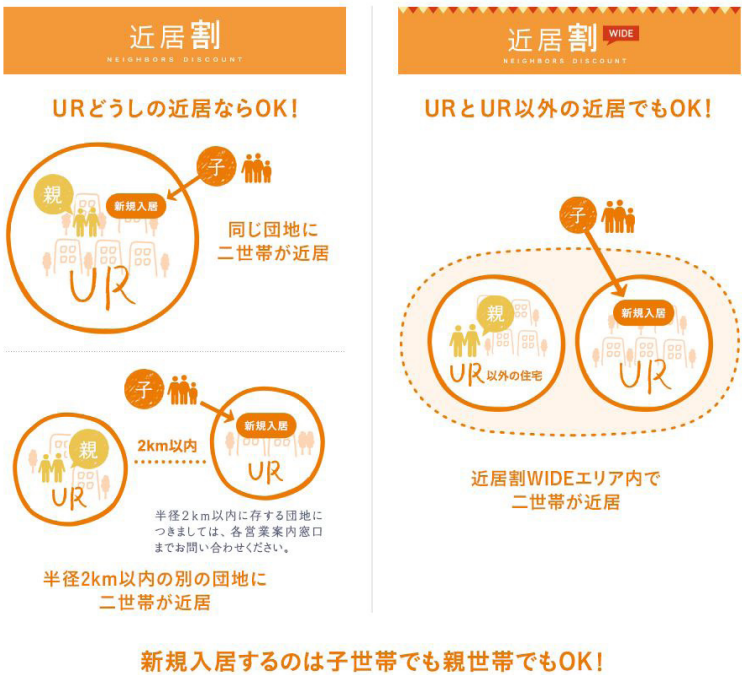 近居割
NEIGHBORS DISCOUNT
URどうしの近居ならOK!
子
親
新規入居
UR
同じ団地に
二世帯が近居
子
新規入居
親
2km以内
UR
UR
半径2km以内に存する団地に
つきましては、各営業案内窓口
までお問い合わせください。
半径2km以内の別の団地に
二世帯が近居
近居割 WIDE
NEIGHBORS DISCOUNT
URとUR以外の近居でもOK!
子
親
新規入居
UR以外の住宅
UR
近居割WIDEエリア内で
二世帯が近居
新規入居するのは子世帯でも親世帯でもOK!